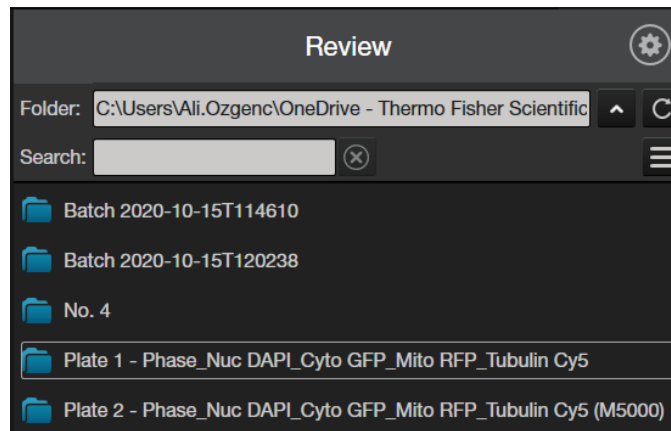 Review
Folder: C:\Users\Ali.Ozgenc\OneDrive - Thermo Fisher Scientific
Search:
Batch 2020-10-15T114610
Batch 2020-10-15T120238
No. 4
Plate 1 - Phase_Nuc DAPI_Cyto GFP_Mito RFP_Tubulin Cy5
Plate 2 - Phase_Nuc DAPI_Cyto GFP_Mito RFP_Tubulin Cy5 (M5000)